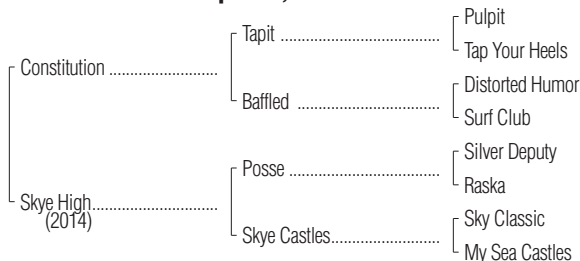 Pulpit
Tapit
Tap Your Heels
Constitution
Distorted Humor
Baffled
Surf Club
Silver Deputy
Posse
Raska
Skye High
(2014)
Sky Classic
Skye Castles
My Sea Castles